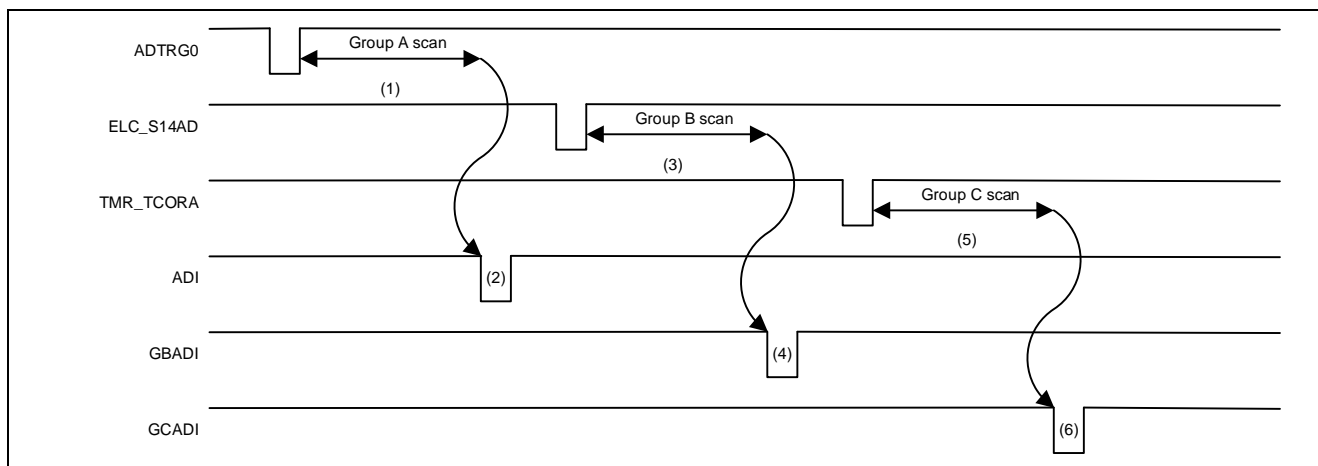 ADTRG0
Group A scan
(1)
ELC_S14AD
Group B scan
(3)
TMR_TCORA
Group C scan
(5)
ADI
(2)
GBADI
(4)
GCADI
(6)